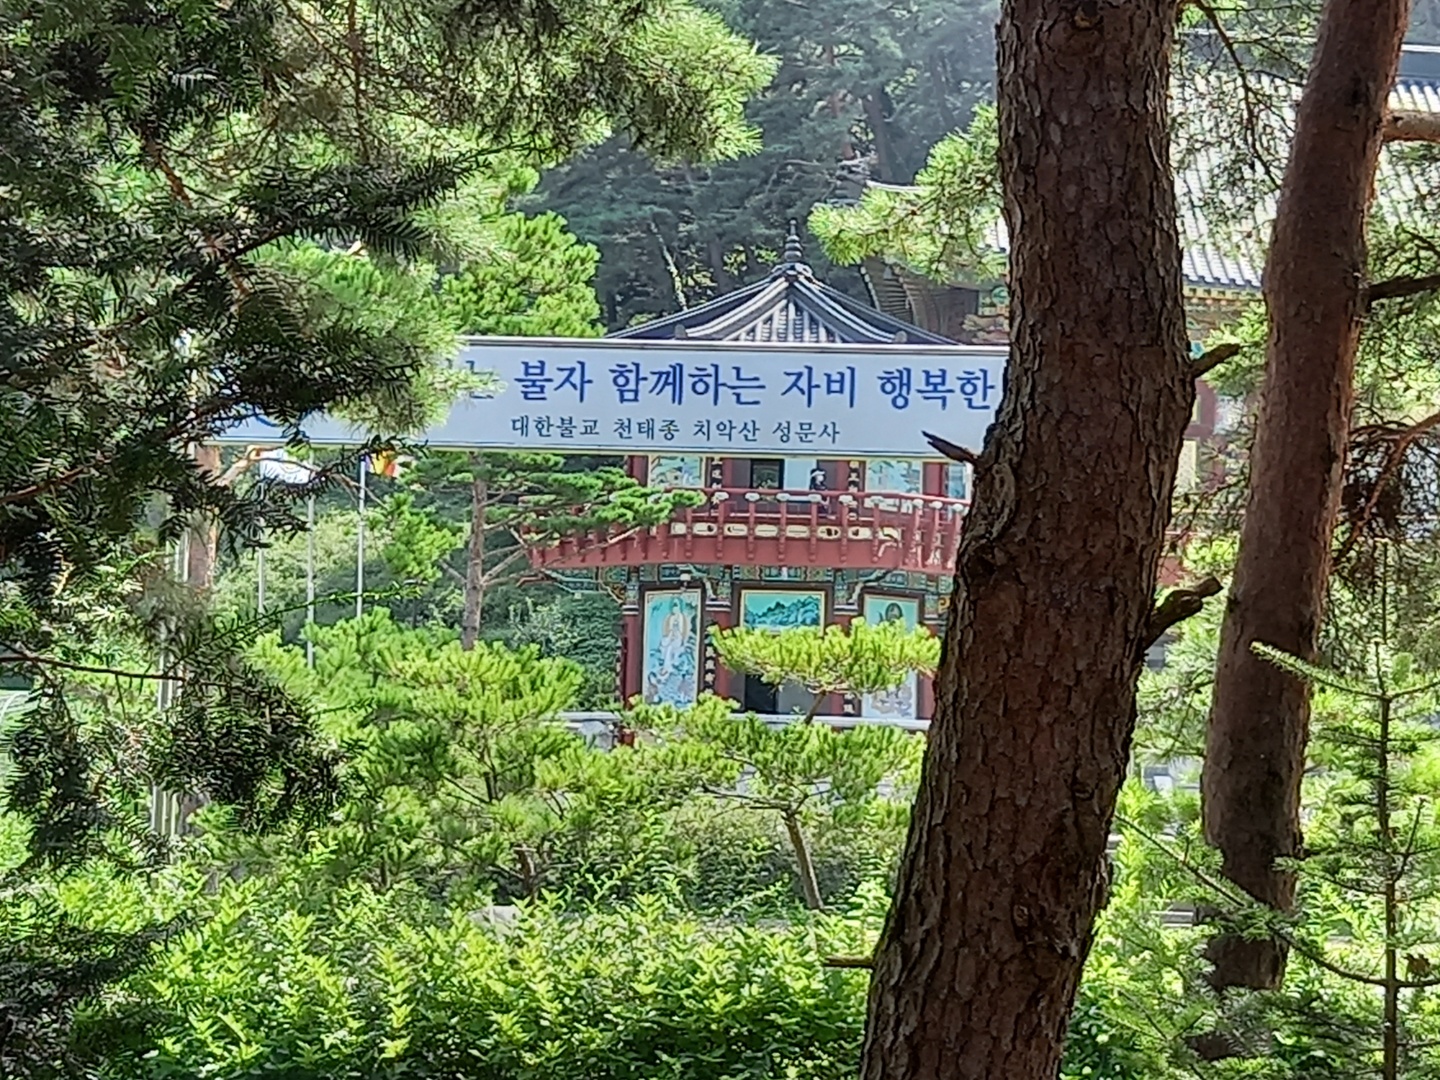 는 불자 함께하는 자비 행복한
대한불교 천태종 치악산 성문사